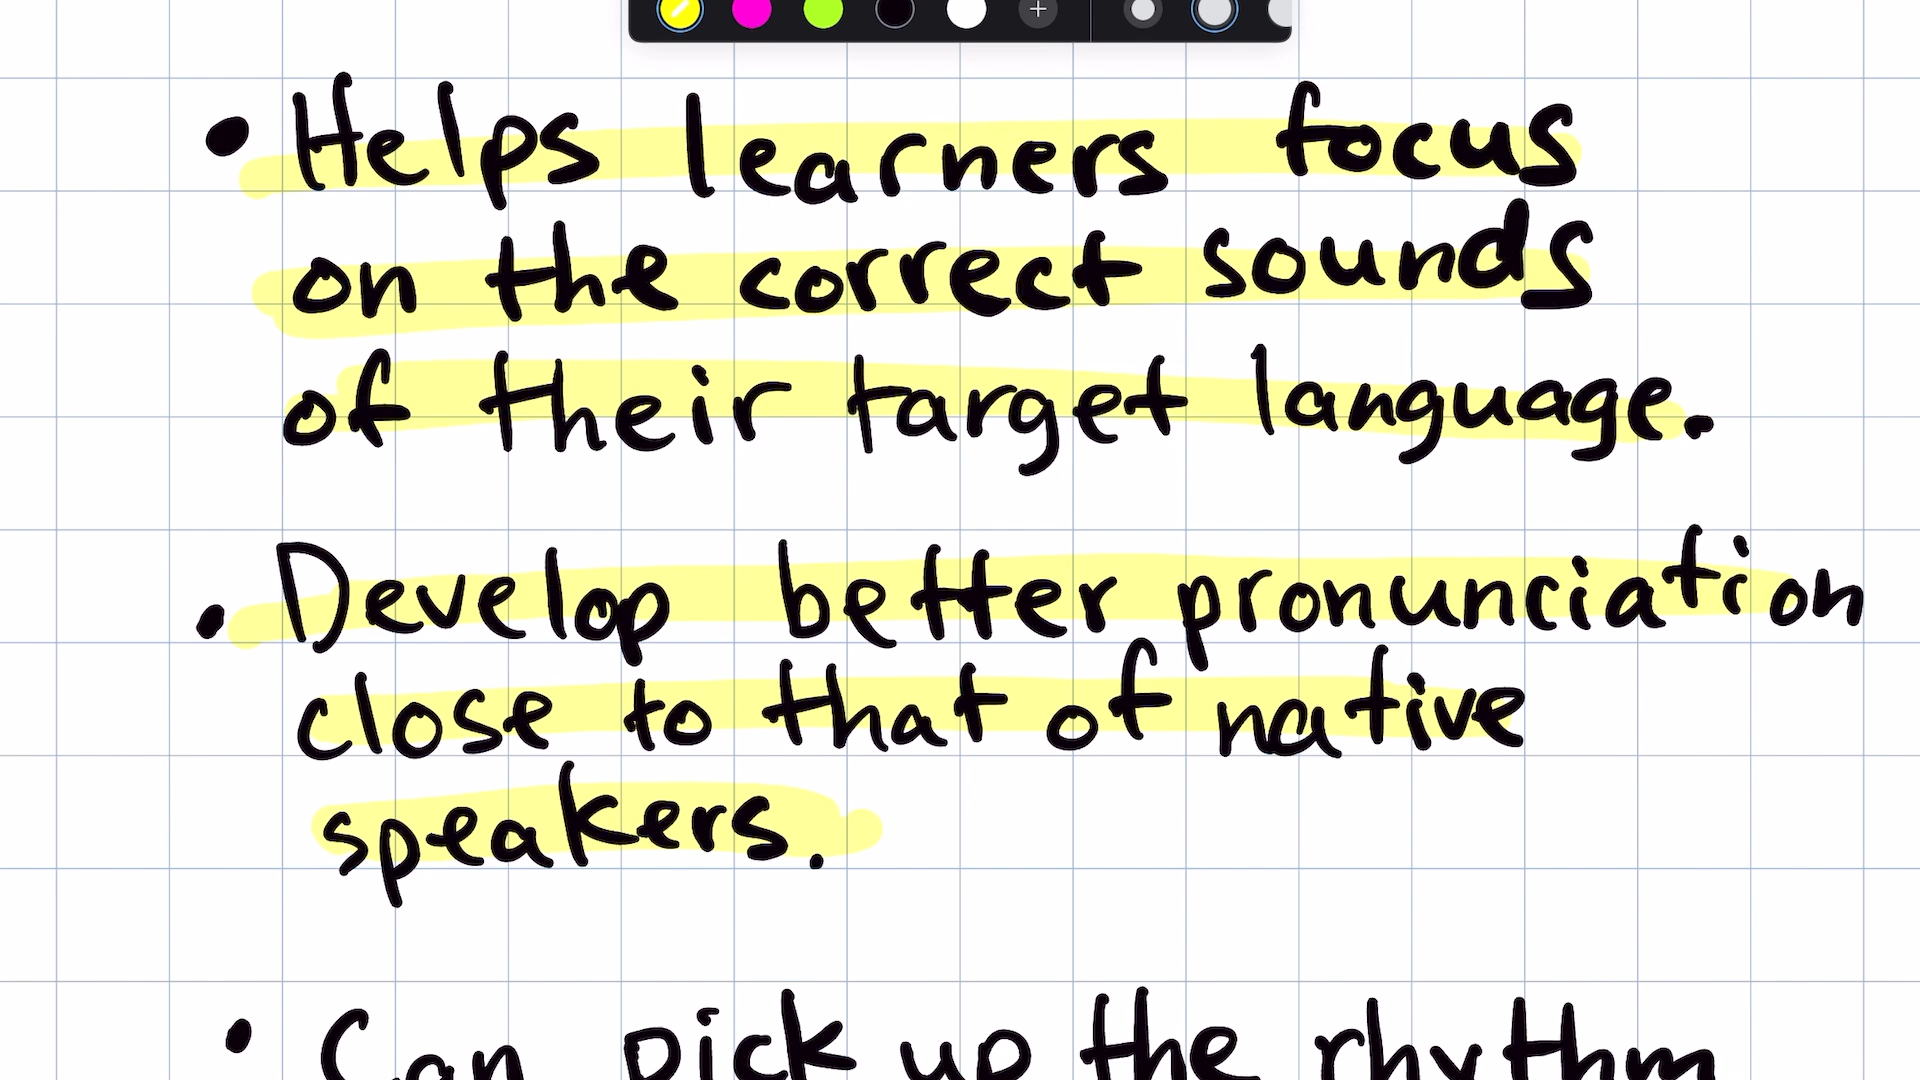 • Helps learners focus
on the correct sounds
of their target language.
• Develop better pronunciation
close to that of native
speakers.
• Can pick up the rhythm